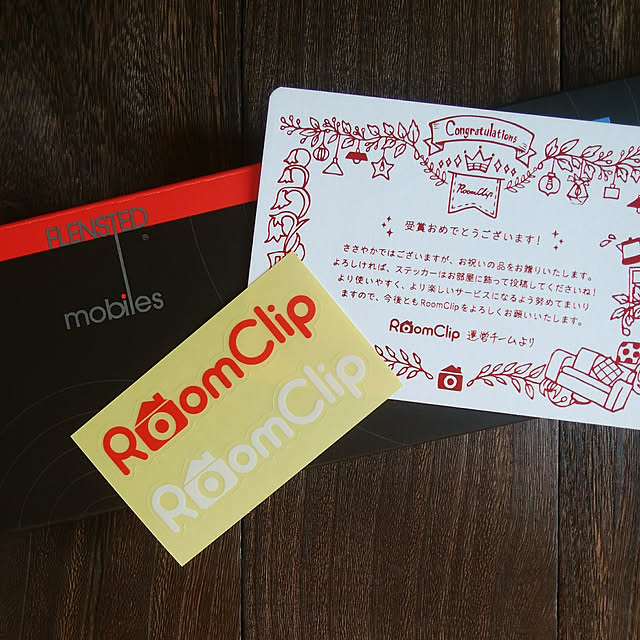 FLENSTED
®
mobiles
Congratulations
RoomClip
受賞おめでとうございます!
ささやかではございますが、お祝いの品をお贈りいたします。
よろしければ、ステッカーはお部屋に飾って投稿してくださいね!
より使いやすく、より楽しいサービスになるよう努めてまいり
ますので、今後ともRoomClipをよろしくお願いいたします。
RoomClip 運営チームより
RoomClip
RoomClip